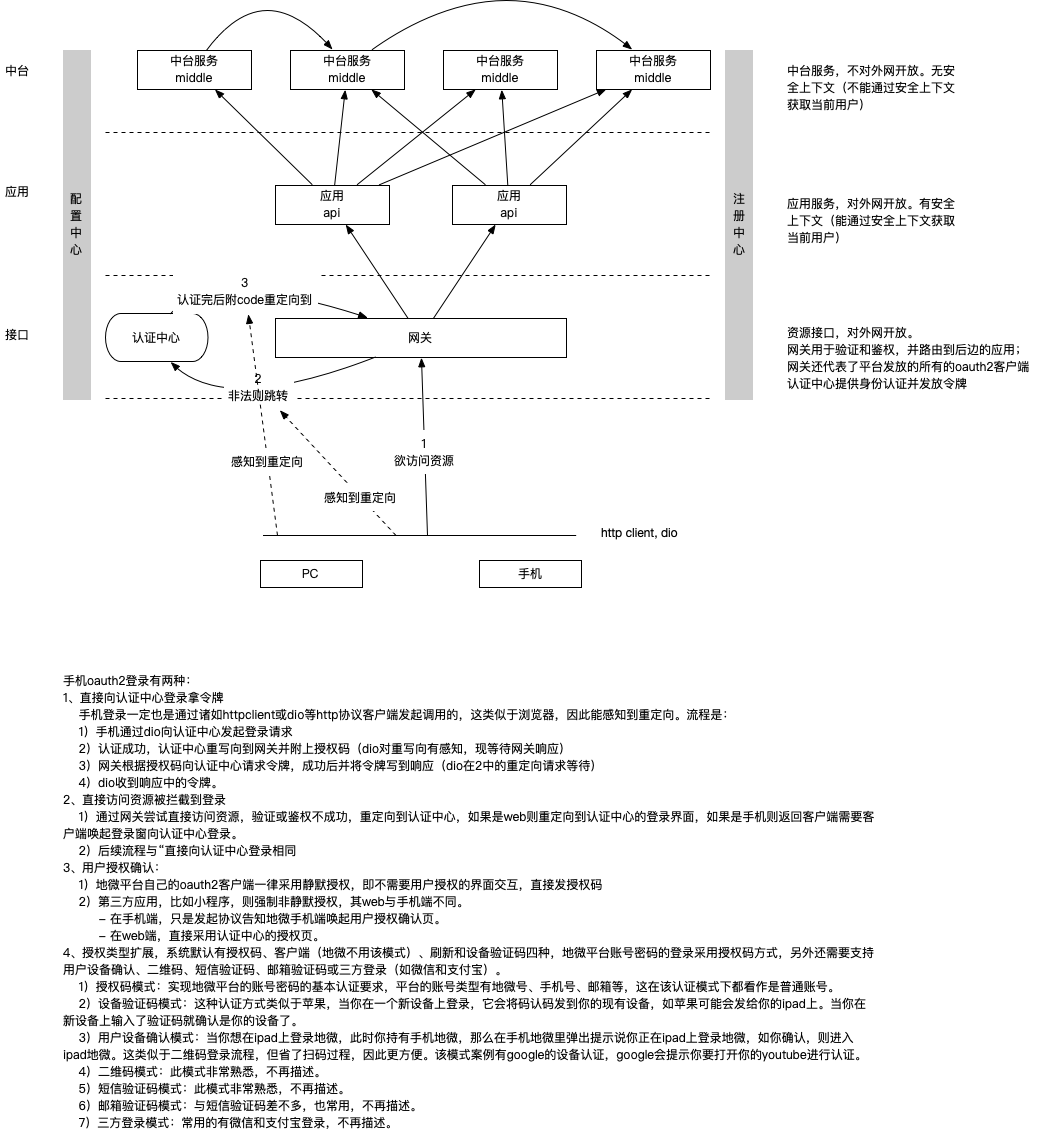 中台服务
middle
中台服务
middle
中台服务
middle
中台服务
middle
中台
中台服务，不对外网开放。无安
全上下文（不能通过安全上下文
获取当前用户）
应用
配
置
中
心
应用
api
应用
api
注
册
中
心
应用服务，对外网开放。有安全
上下文（能通过安全上下文获取
当前用户）
3
认证完后附code重定向到
接口
认证中心
网关
资源接口，对外网开放。
网关用于验证和鉴权，并路由到后边的应用；
网关还代表了平台发放的所有的oauth2客户端
认证中心提供身份认证并发放令牌
2
非法则跳转
1
欲访问资源
感知到重定向
感知到重定向
http client, dio
PC
手机
手机oauth2登录有两种：
1、直接向认证中心登录拿令牌
手机登录一定也是通过诸如httpclient或dio等http协议客户端发起调用的，这类似于浏览器，因此能感知到重定向。流程是：
1）手机通过dio向认证中心发起登录请求
2）认证成功，认证中心重写向到网关并附上授权码（dio对重写向有感知，现等待网关响应）
3）网关根据授权码向认证中心请求令牌，成功后并将令牌写到响应（dio在2中的重定向请求等待）
4）dio收到响应中的令牌。
2、直接访问资源被拦截到登录
1）通过网关尝试直接访问资源，验证或鉴权不成功，重定向到认证中心，如果是web则重定向到认证中心的登录界面，如果是手机则返回客户端需要客
户端唤起登录窗向认证中心登录。
2）后续流程与“直接向认证中心登录相同
3、用户授权确认：
1）地微平台自己的oauth2客户端一律采用静默授权，即不需要用户授权的界面交互，直接发授权码
2）第三方应用，比如小程序，则强制非静默授权，其web与手机端不同。
- 在手机端，只是发起协议告知地微手机端唤起用户授权确认页。
- 在web端，直接采用认证中心的授权页。
4、授权类型扩展，系统默认有授权码、客户端（地微不用该模式）、刷新和设备验证码四种，地微平台账号密码的登录采用授权码方式，另外还需要支持
用户设备确认、二维码、短信验证码、邮箱验证码或三方登录（如微信和支付宝）。
1）授权码模式：实现地微平台的账号密码的基本认证要求，平台的账号类型有地微号、手机号、邮箱等，这在该认证模式下都看作是普通账号。
2）设备验证码模式：这种认证方式类似于苹果，当你在一个新设备上登录，它会将码认码发到你的现有设备，如苹果可能会发给你的ipad上。当你在
新设备上输入了验证码就确认是你的设备了。
3）用户设备确认模式：当你想在ipad上登录地微，此时你持有手机地微，那么在手机地微里弹出提示说你正在ipad上登录地微，如你确认，则进入
ipad地微。这类似于二维码登录流程，但省了扫码过程，因此更方便。该模式案例有google的设备认证，google会提示你要打开你的youtube进行认证。
4）二维码模式：此模式非常熟悉，不再描述。
5）短信验证码模式：此模式非常熟悉，不再描述。
6）邮箱验证码模式：与短信验证码差不多，也常用，不再描述。
7）三方登录模式：常用的有微信和支付宝登录，不再描述。